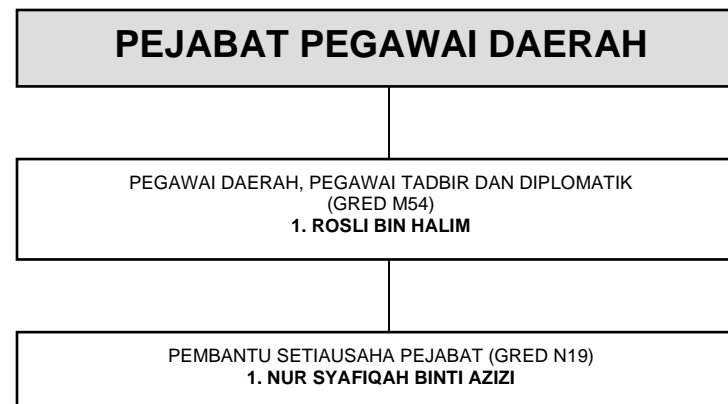 PEJABAT PEGAWAI DAERAH
PEGAWAI DAERAH, PEGAWAI TADBIR DAN DIPLOMATIK
(GRED M54)
1. ROSLI BIN HALIM
PEMBANTU SETIAUSAHA PEJABAT (GRED N19)
1. NUR SYAFIQAH BINTI AZIZI